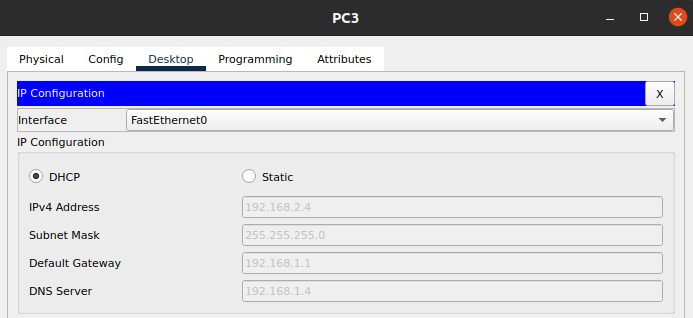 PC3
Physical Config Desktop Programming Attributes
IP Configuration X
Interface FastEthernet0
IP Configuration
DHCP Static
IPv4 Address 192.168.2.4
Subnet Mask 255.255.255.0
Default Gateway 192.168.1.1
DNS Server 192.168.1.4